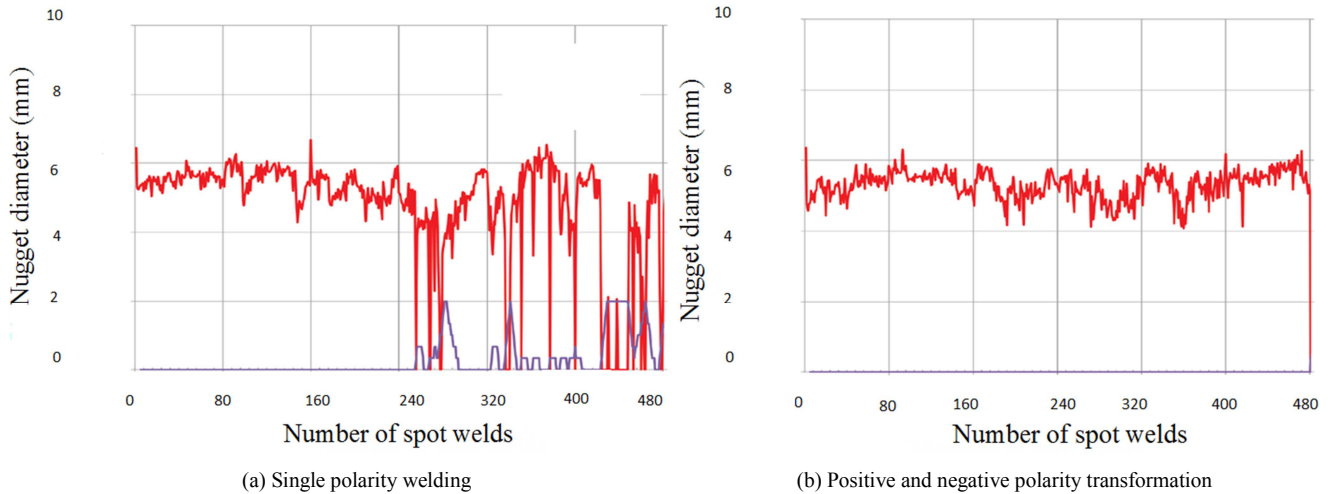 10
8
6
4
2
0
Nugget diameter (mm)
0 80 160 240 320 400 480
Number of spot welds
(a) Single polarity welding
10
8
6
4
2
0
Nugget diameter (mm)
0 80 160 240 320 400 480
Number of spot welds
(b) Positive and negative polarity transformation